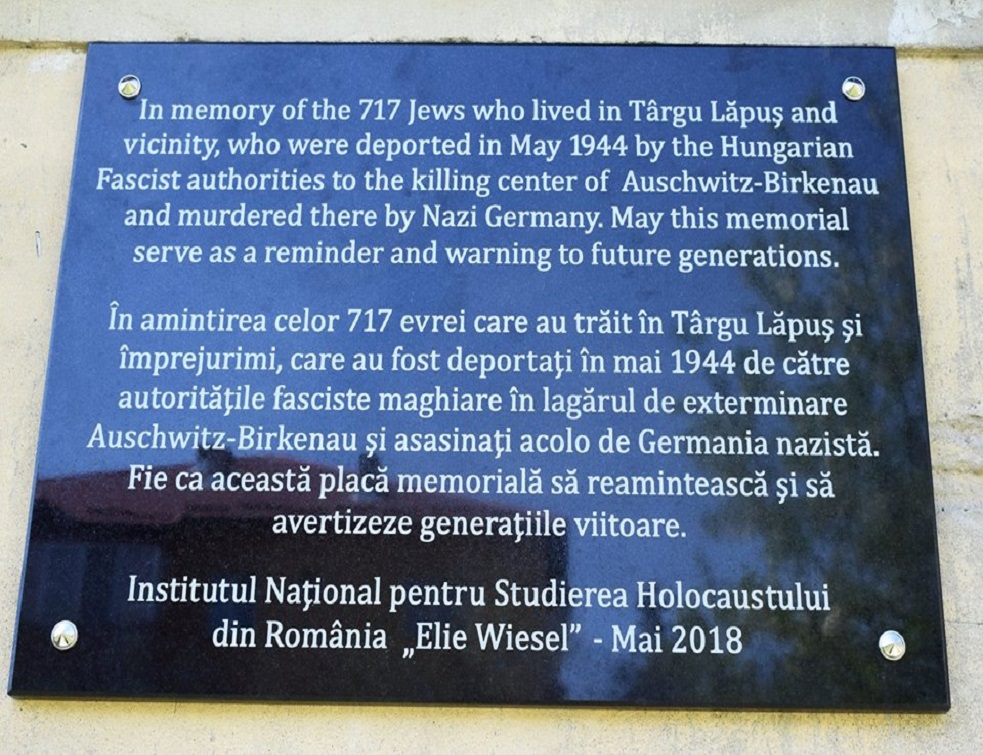 In memory of the 717 Jews who lived in Târgu Lăpuş and
vicinity, who were deported in May 1944 by the Hungarian
Fascist authorities to the killing center of Auschwitz-Birkenau
and murdered there by Nazi Germany. May this memorial
serve as a reminder and warning to future generations.
În amintirea celor 717 evrei care au trăit în Târgu Lăpuş şi
împrejurimi, care au fost deportaţi în mai 1944 de către
autorităţile fasciste maghiare în lagărul de exterminare
Auschwitz-Birkenau şi asasinaţi acolo de Germania nazistă.
Fie ca această placă memorială să reamintească şi să
avertizeze generaţiile viitoare.
Institutul Naţional pentru Studierea Holocaustului
din România „Elie Wiesel” - Mai 2018